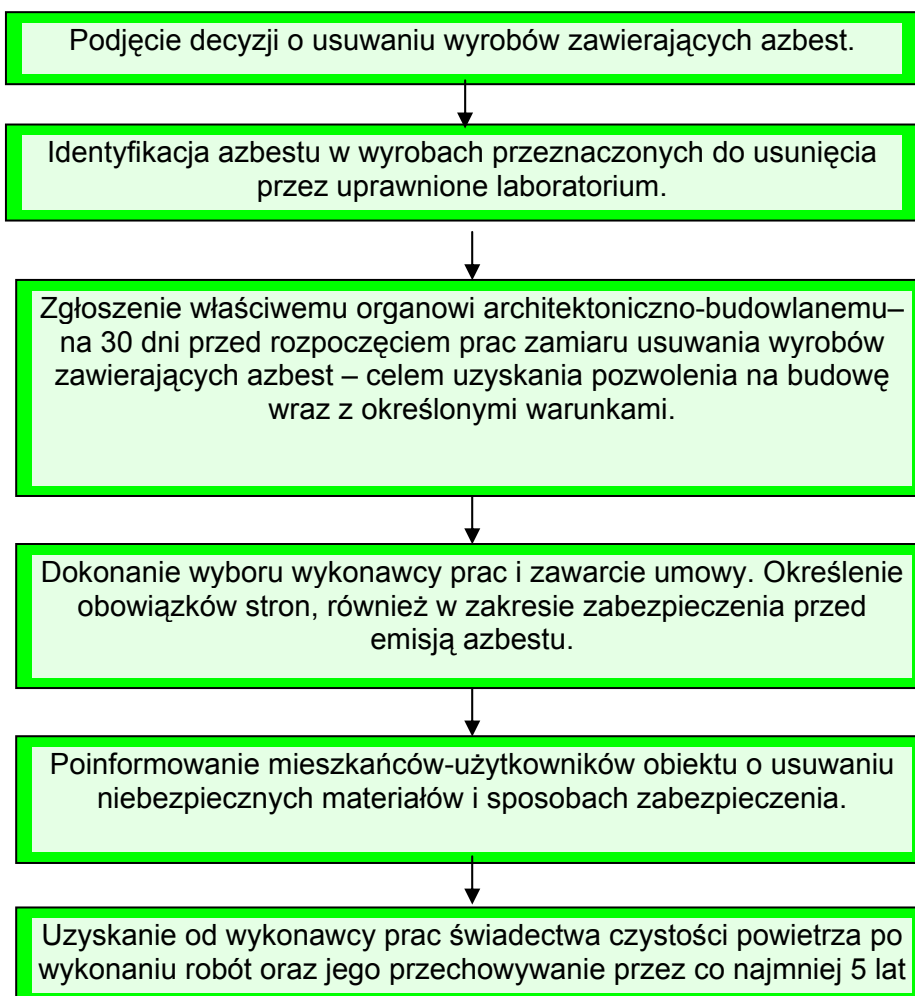 Podjęcie decyzji o usuwaniu wyrobów zawierających azbest.
Identyfikacja azbestu w wyrobach przeznaczonych do usunięcia
przez uprawnione laboratorium.
Zgłoszenie właściwemu organowi architektoniczno-budowlanemu–
na 30 dni przed rozpoczęciem prac zamiaru usuwania wyrobów
zawierających azbest – celem uzyskania pozwolenia na budowę
wraz z określonymi warunkami.
Dokonanie wyboru wykonawcy prac i zawarcie umowy. Określenie
obowiązków stron, również w zakresie zabezpieczenia przed
emisją azbestu.
Poinformowanie mieszkańców-użytkowników obiektu o usuwaniu
niebezpiecznych materiałów i sposobach zabezpieczenia.
Uzyskanie od wykonawcy prac świadectwa czystości powietrza po
wykonaniu robót oraz jego przechowywanie przez co najmniej 5 lat